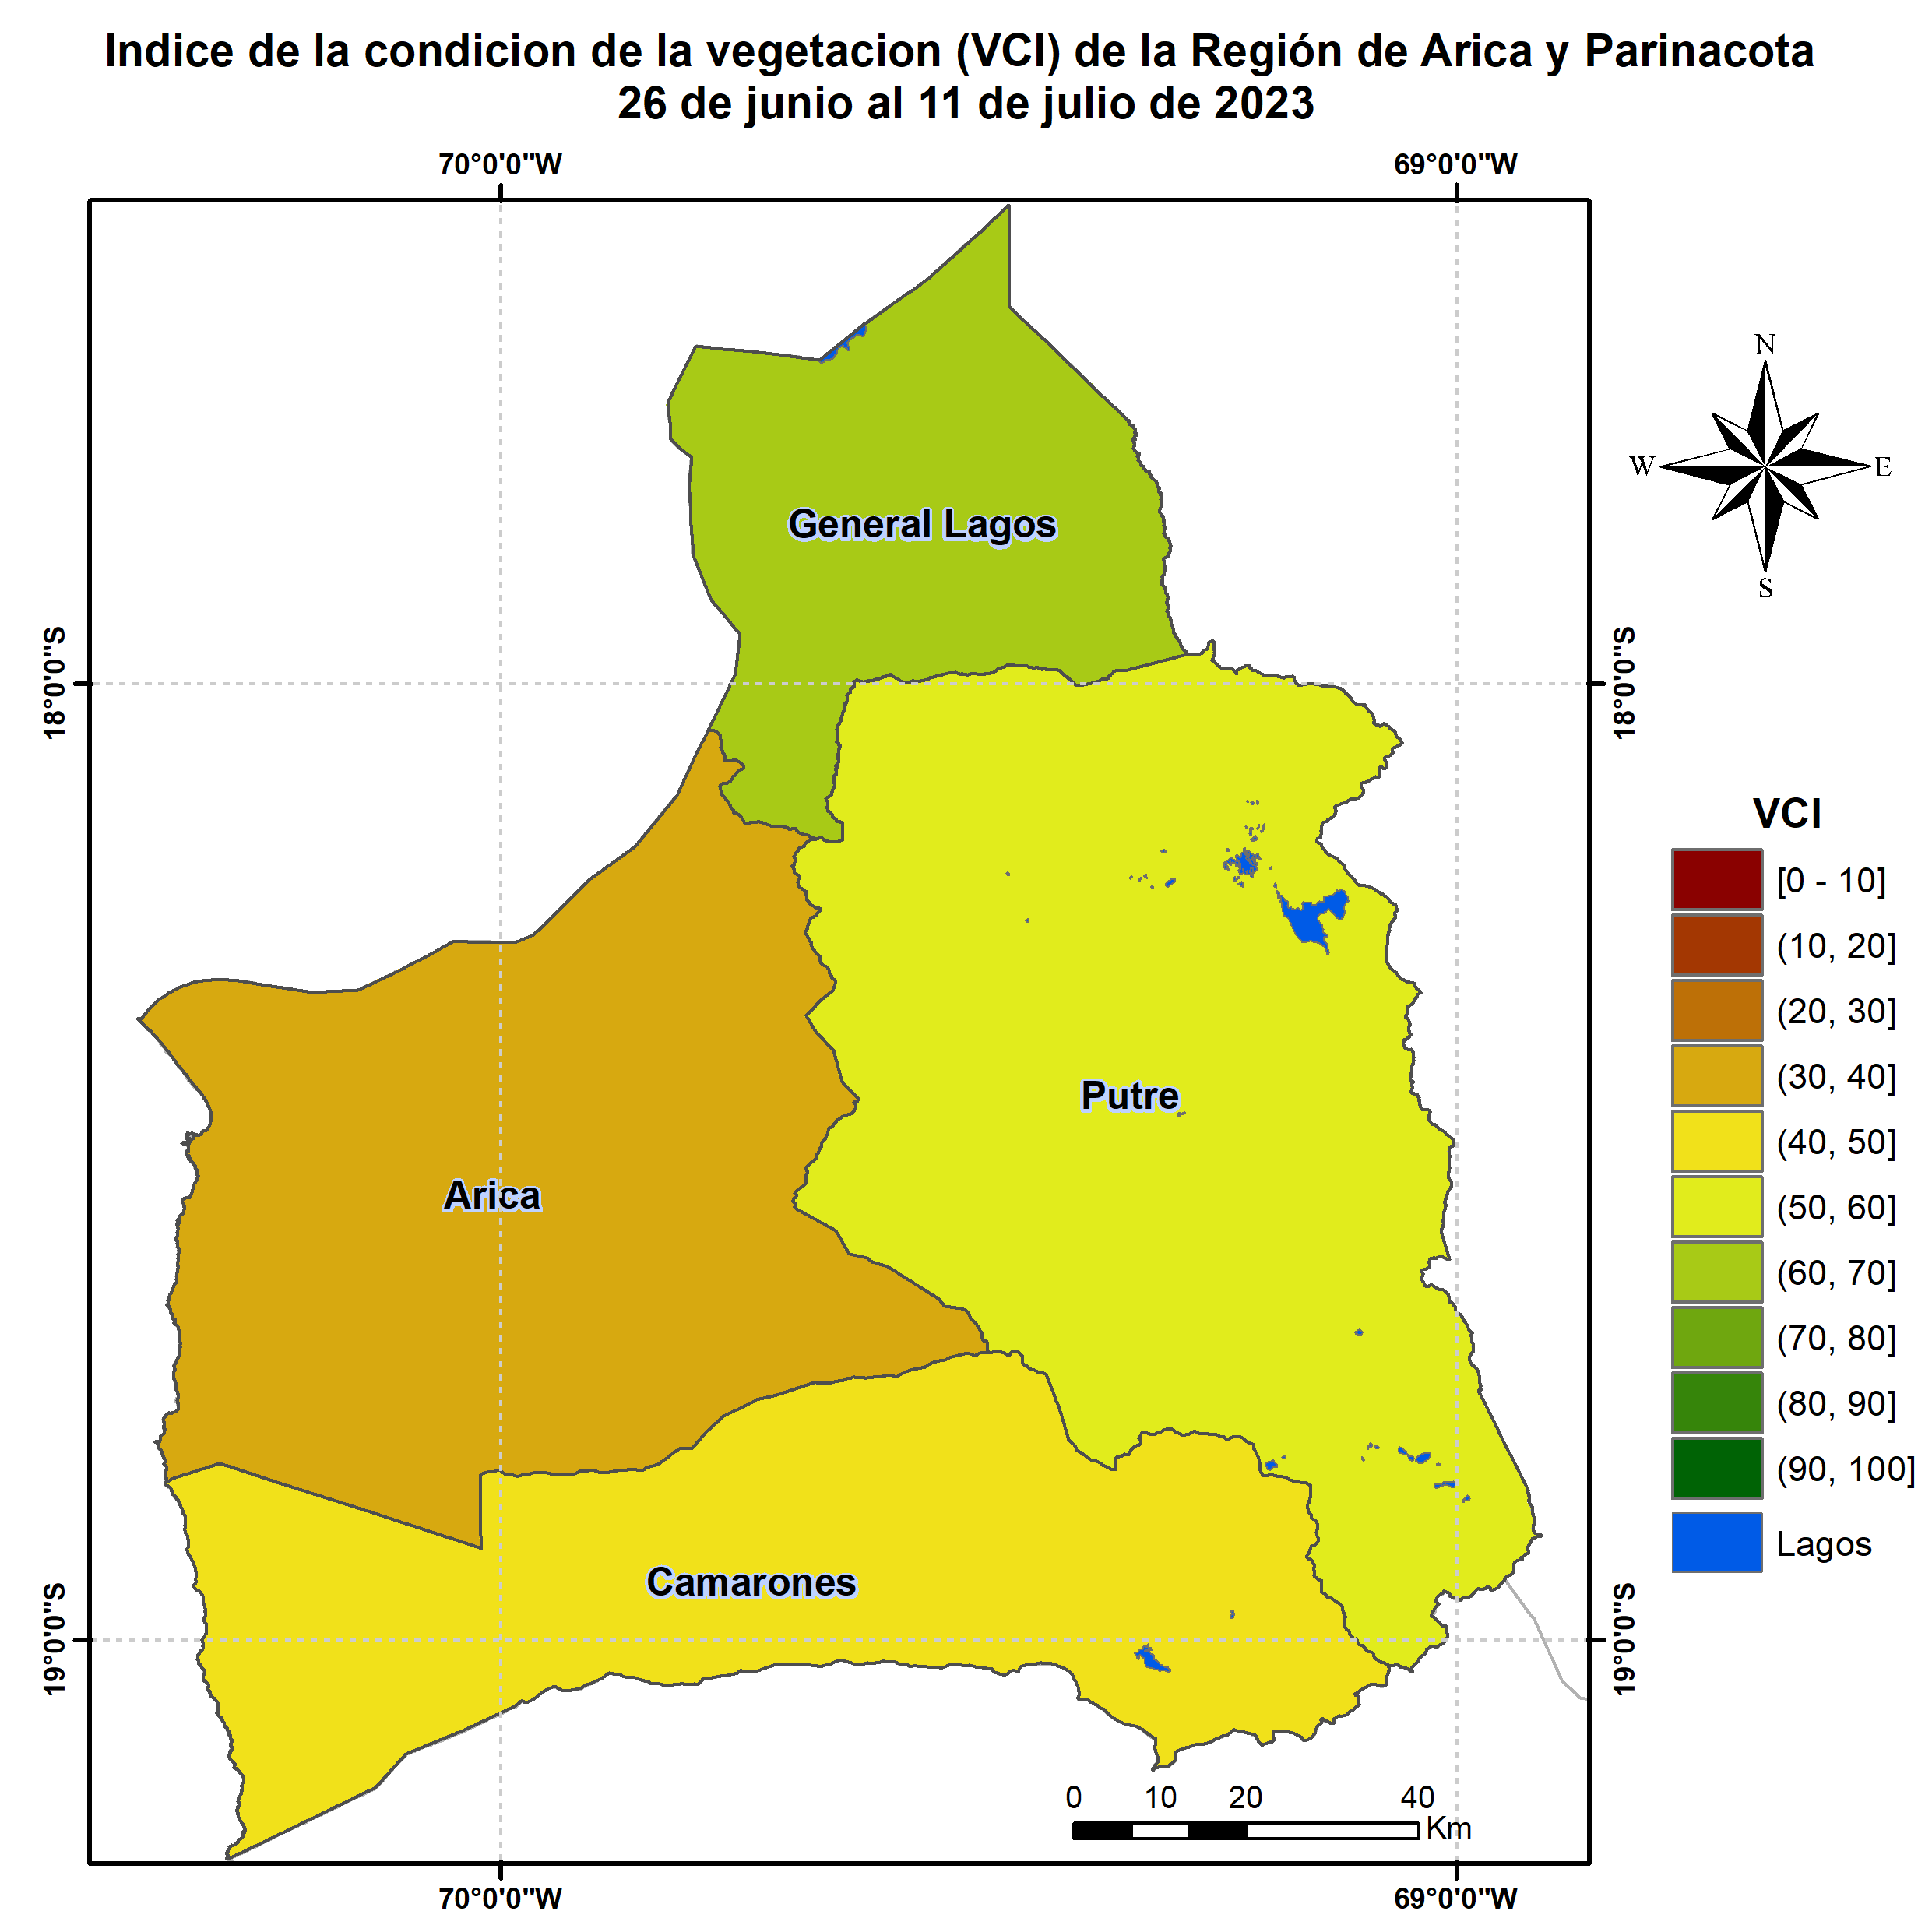 Indice de la condicion de la vegetacion (VCI) de la Región de Arica y Parinacota
26 de junio al 11 de julio de 2023
70°0'0"W
69°0'0"W
N
W
E
S
General Lagos
18°0'0"S
18°0'0"S
VCI
[0 - 10]
(10, 20]
(20, 30]
(30, 40]
(40, 50]
(50, 60]
(60, 70]
(70, 80]
(80, 90]
(90, 100]
Lagos
Putre
Arica
Camarones
19°0'0"S
19°0'0"S
0 10 20 40
Km
70°0'0"W
69°0'0"W